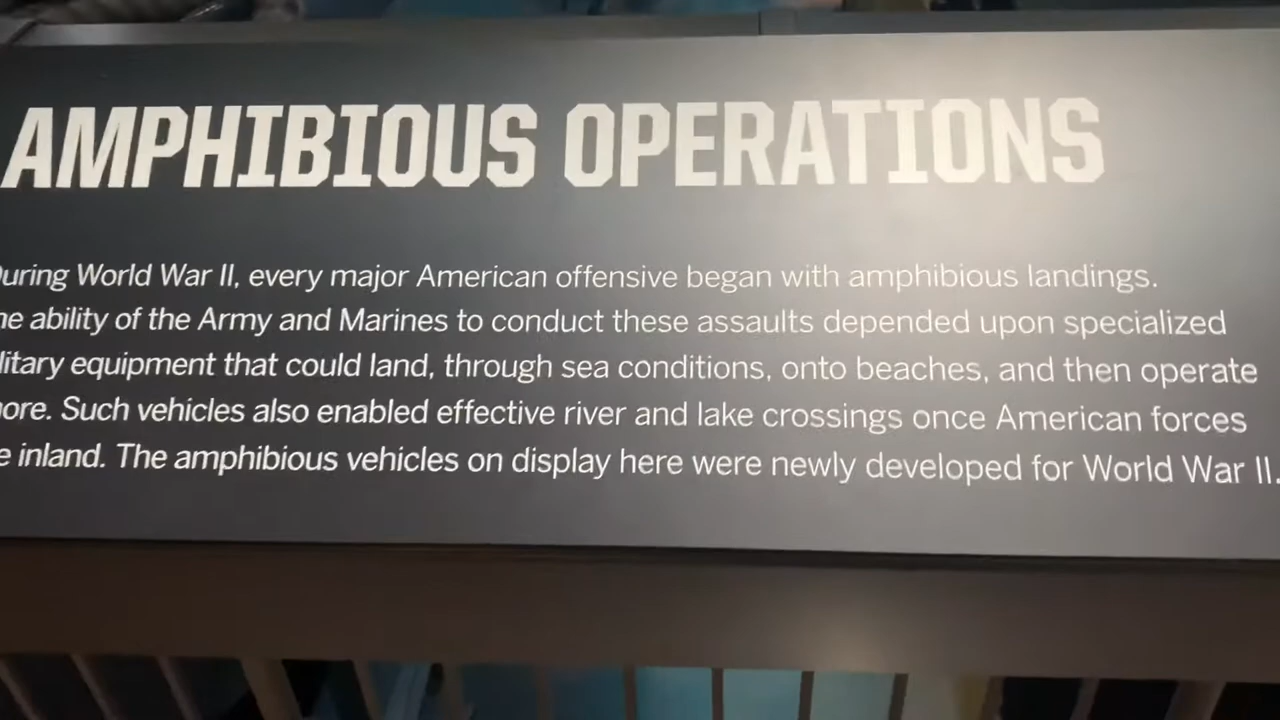 AMPHIBIOUS OPERATIONS
uring World War II, every major American offensive began with amphibious landings.
he ability of the Army and Marines to conduct these assaults depended upon specialized
litary equipment that could land, through sea conditions, onto beaches, and then operate
ore. Such vehicles also enabled effective river and lake crossings once American forces
e inland. The amphibious vehicles on display here were newly developed for World War II.